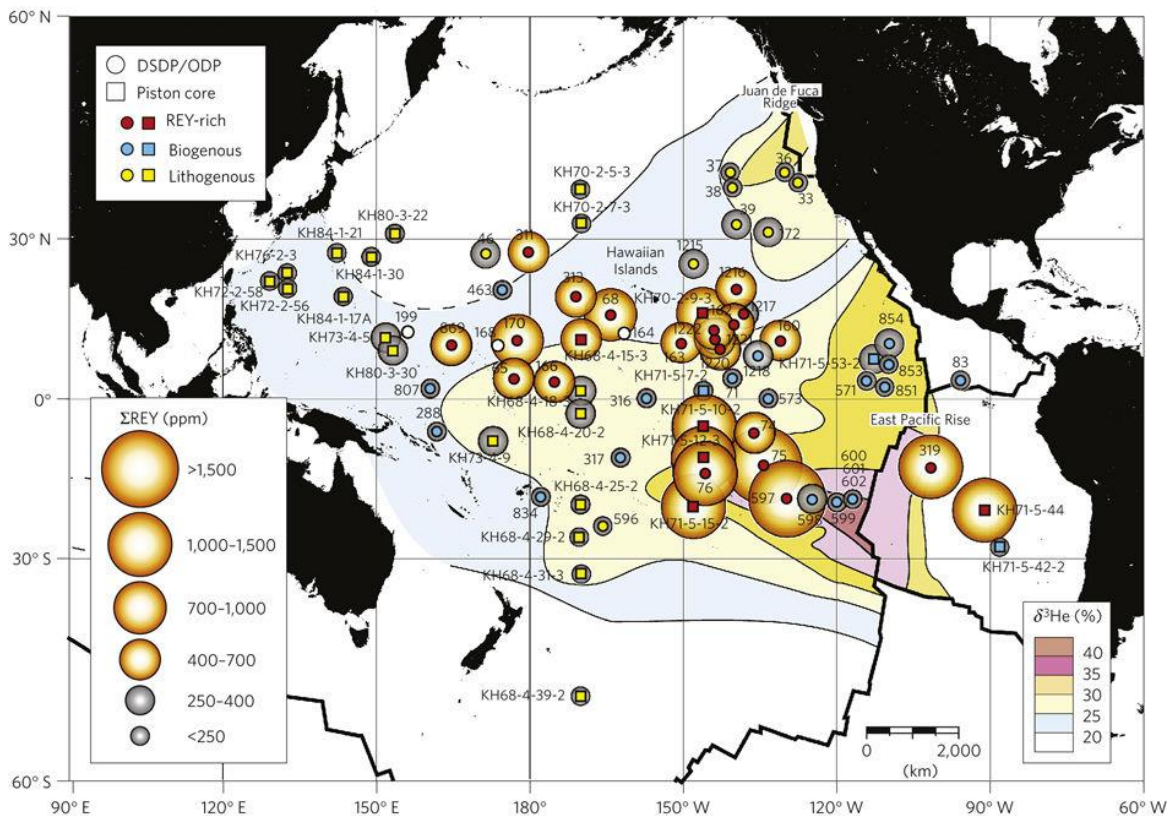 60° N
30° N
0°
30° S
60° S
90° E
120° E
150° E
180°
150° W
120° W
90° W
60° W
DSDP/ODP
Piston core
REY-rich
Biogenous
Lithogenous
Juan de Fuca
Ridge
37
36
38
33
39
72
KH70-2-5-3
KH70-2-7-3
KH80-3-22
KH84-1-21
KH76-2-3
KH84-1-30
KH72-2-58
KH72-2-56
KH84-1-17A
46
311
Hawaiian
Islands
1215
463
313
68
KH70-2-9-3
1216
162
1217
KH73-4-5
199
869
165
170
164
1222
160
854
KH80-3-30
KH68-4-15-3
163
1220
KH71-5-53-2
853
83
65
166
KH71-5-7-2
1218
571
851
807
KH68-4-18
316
71
573
288
KH68-4-20-2
KH71-5-10-2
East Pacific Rise
74
317
KH71-5-12-3
75
600
601
602
319
KH68-4-25-2
76
597
834
596
598
599
KH71-5-44
KH71-5-15-2
KH68-4-29-2
KH71-5-42-2
KH68-4-31-3
KH68-4-39-2
ΣREY (ppm)
>1,500
1,000–1,500
700–1,000
400–700
250–400
<250
δ³He (%)
40
35
30
25
20
0 2,000
(km)